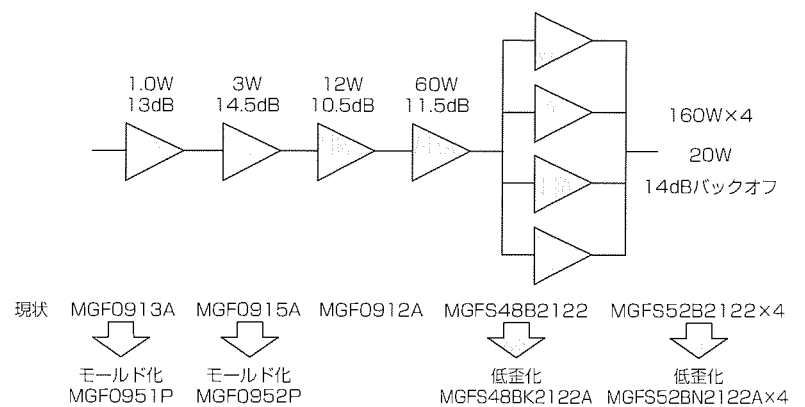 1.0W
13dB
3W
14.5dB
12W
10.5dB
60W
11.5dB
160W×4
20W
14dBバックオフ
現状 MGF0913A MGF0915A MGF0912A MGFS48B2122 MGFS52B2122×4
モールド化
MGF0951P
モールド化
MGF0952P
低歪化
MGFS48BK2122A
低歪化
MGFS52BN2122A×4